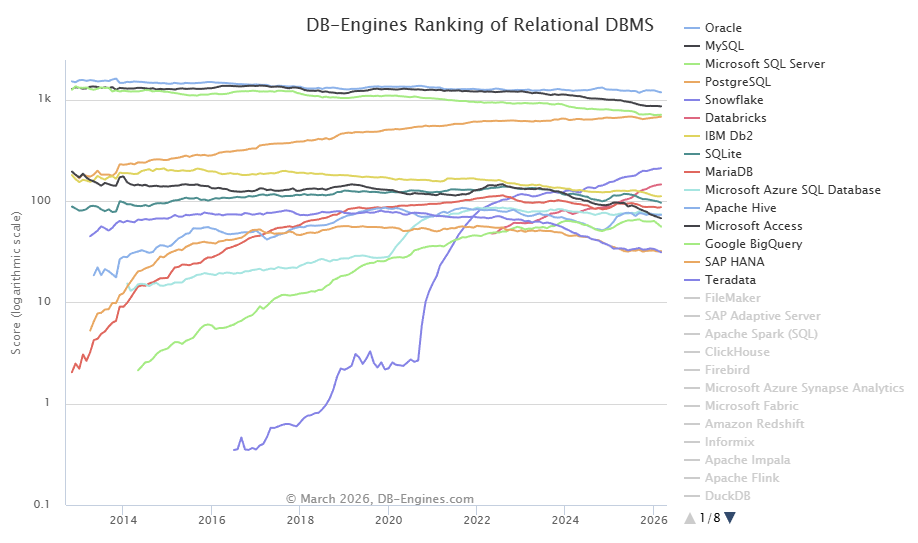 DB-Engines Ranking of Relational DBMS
Score (logarithmic scale)
1k
100
10
1
0.1
2014 2016 2018 2020 2022 2024 2026
© March 2026, DB-Engines.com
Oracle
MySQL
Microsoft SQL Server
PostgreSQL
Snowflake
Databricks
IBM Db2
SQLite
MariaDB
Microsoft Azure SQL Database
Apache Hive
Microsoft Access
Google BigQuery
SAP HANA
Teradata
FileMaker
SAP Adaptive Server
Apache Spark (SQL)
ClickHouse
Firebird
Microsoft Azure Synapse Analytics
Microsoft Fabric
Amazon Redshift
Informix
Apache Impala
Apache Flink
DuckDB
1/8